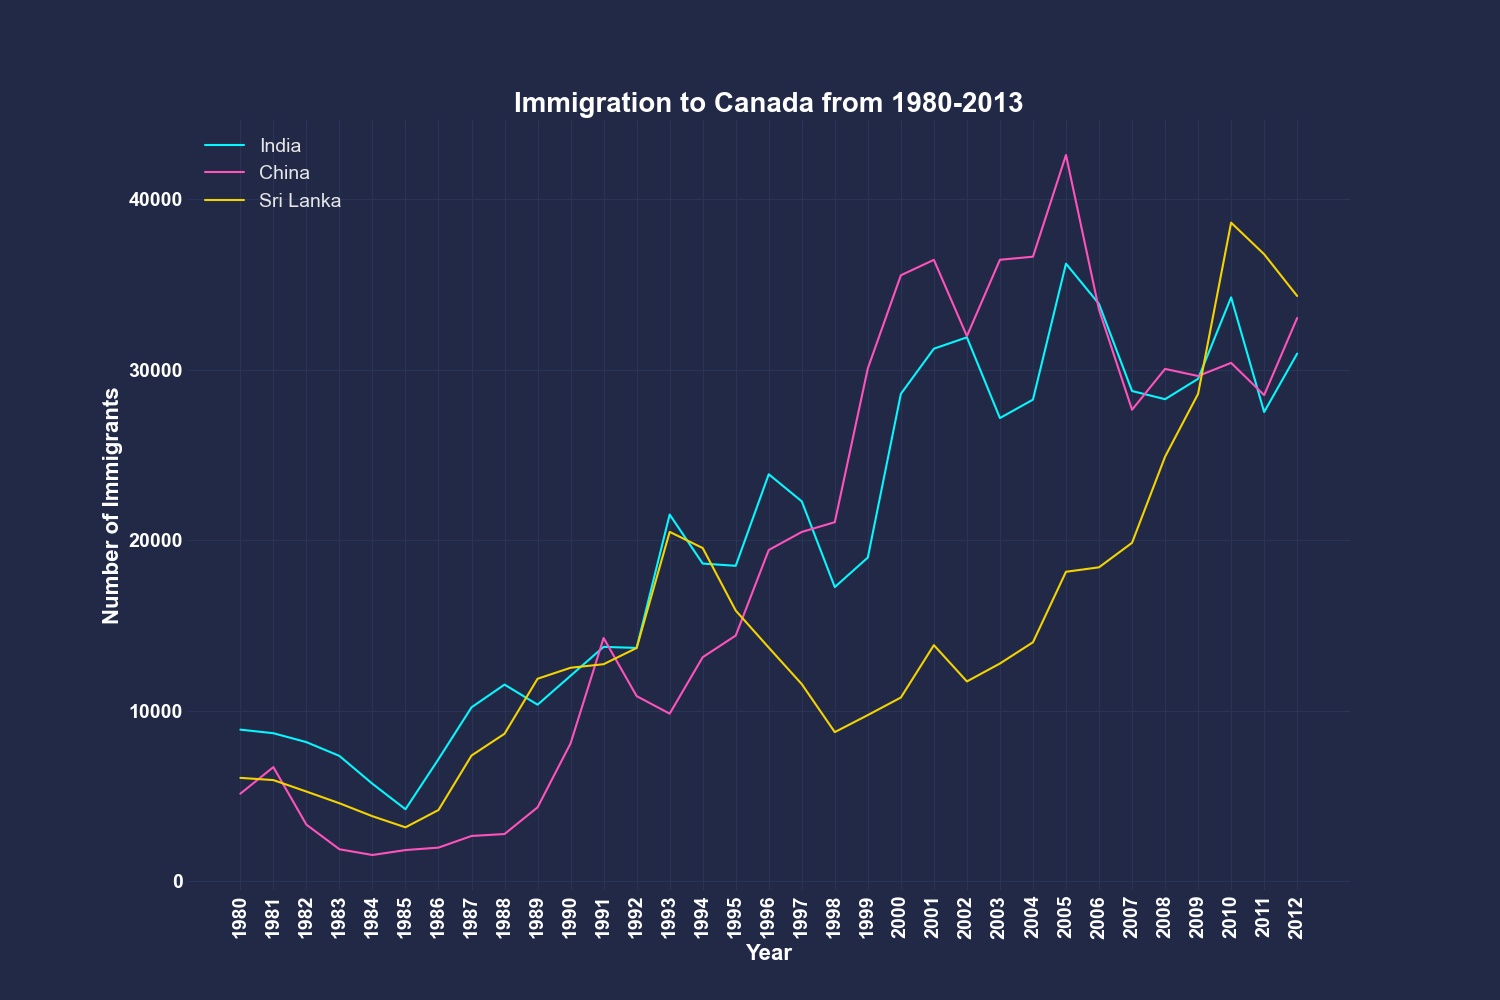 Immigration to Canada from 1980-2013
India
China
Sri Lanka
40000
30000
20000
10000
0
Number of Immigrants
1980 1981 1982 1983 1984 1985 1986 1987 1988 1989 1990 1991 1992 1993 1994 1995 1996 1997 1998 1999 2000 2001 2002 2003 2004 2005 2006 2007 2008 2009 2010 2011 2012
Year